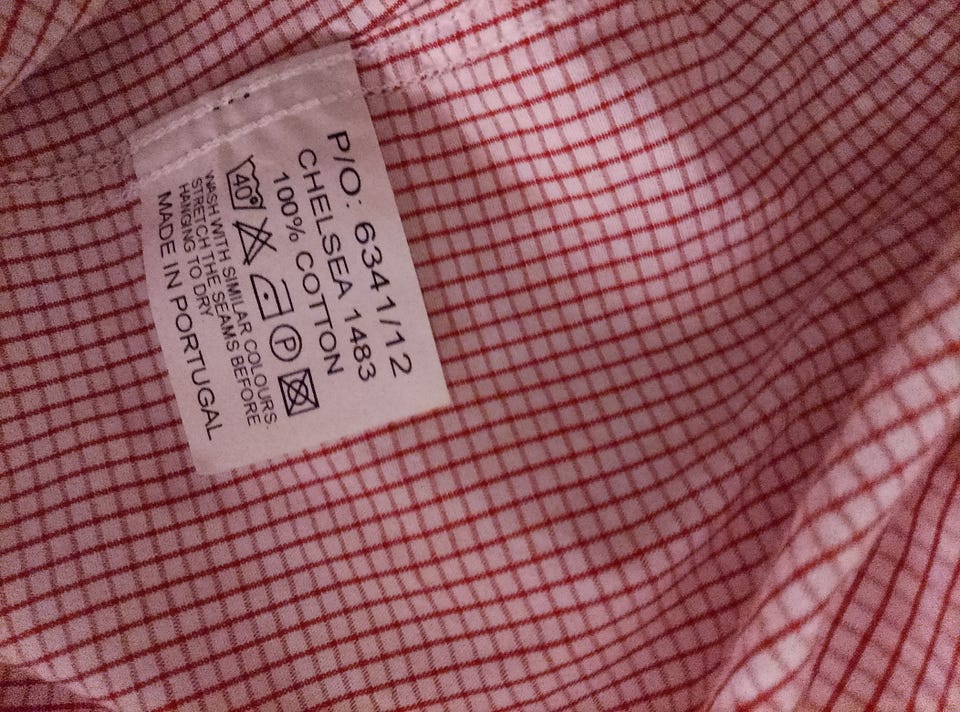 P/O: 6341/12
CHELSEA 1483
100% COTTON
40° P
WASH WITH SIMILAR COLOURS.
STRETCH THE SEAMS BEFORE
HANGING TO DRY
MADE IN PORTUGAL